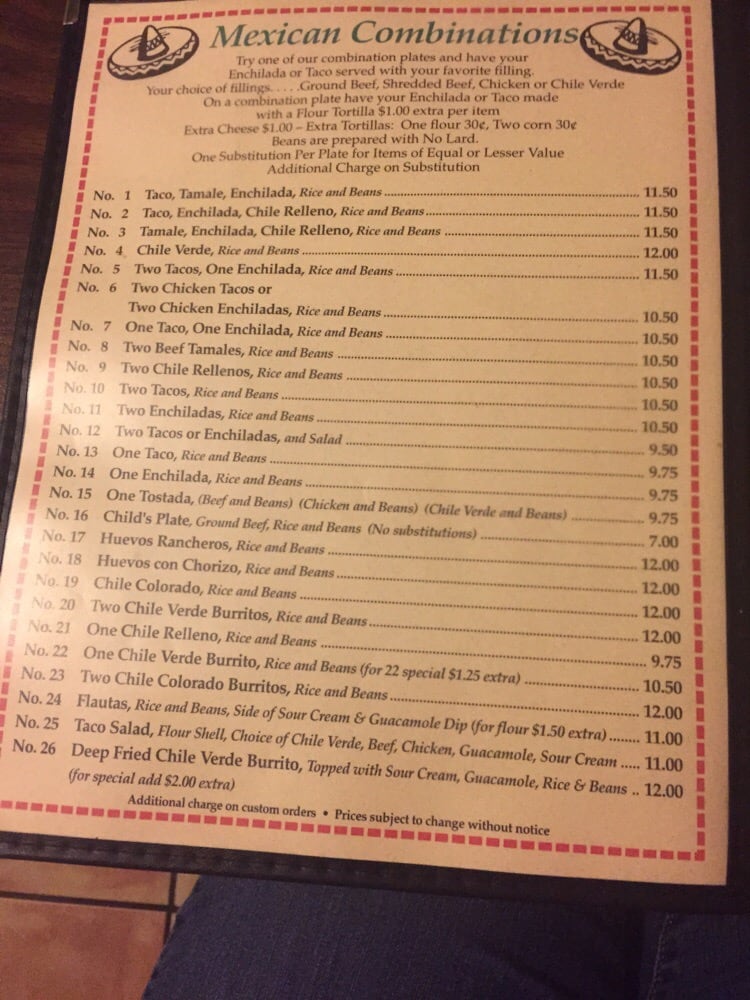 Mexican Combinations
Try one of our combination plates and have your
Enchilada or Taco served with your favorite filling.
Your choice of fillings. . . . .Ground Beef, Shredded Beef, Chicken or Chile Verde
On a combination plate have your Enchilada or Taco made
with a Flour Tortilla $1.00 extra per item
Extra Cheese $1.00 – Extra Tortillas: One flour 30¢, Two corn 30¢
Beans are prepared with No Lard.
One Substitution Per Plate for Items of Equal or Lesser Value
Additional Charge on Substitution
No. 1 Taco, Tamale, Enchilada, Rice and Beans ........ 11.50
No. 2 Taco, Enchilada, Chile Relleno, Rice and Beans ........ 11.50
No. 3 Tamale, Enchilada, Chile Relleno, Rice and Beans ........ 11.50
No. 4 Chile Verde, Rice and Beans ........ 12.00
No. 5 Two Tacos, One Enchilada, Rice and Beans ........ 11.50
No. 6 Two Chicken Tacos or
Two Chicken Enchiladas, Rice and Beans ........ 10.50
No. 7 One Taco, One Enchilada, Rice and Beans ........ 10.50
No. 8 Two Beef Tamales, Rice and Beans ........ 10.50
No. 9 Two Chile Rellenos, Rice and Beans ........ 10.50
No. 10 Two Tacos, Rice and Beans ........ 10.50
No. 11 Two Enchiladas, Rice and Beans ........ 10.50
No. 12 Two Tacos or Enchiladas, and Salad ........ 9.50
No. 13 One Taco, Rice and Beans ........ 9.75
No. 14 One Enchilada, Rice and Beans ........ 9.75
No. 15 One Tostada, (Beef and Beans) (Chicken and Beans) (Chile Verde and Beans) ........ 9.75
No. 16 Child's Plate, Ground Beef, Rice and Beans (No substitutions) ........ 7.00
No. 17 Huevos Rancheros, Rice and Beans ........ 12.00
No. 18 Huevos con Chorizo, Rice and Beans ........ 12.00
No. 19 Chile Colorado, Rice and Beans ........ 12.00
No. 20 Two Chile Verde Burritos, Rice and Beans ........ 12.00
No. 21 One Chile Relleno, Rice and Beans ........ 9.75
No. 22 One Chile Verde Burrito, Rice and Beans (for 22 special $1.25 extra) ........ 10.50
No. 23 Two Chile Colorado Burritos, Rice and Beans ........ 12.00
No. 24 Flautas, Rice and Beans, Side of Sour Cream & Guacamole Dip (for flour $1.50 extra) ........ 11.00
No. 25 Taco Salad, Flour Shell, Choice of Chile Verde, Beef, Chicken, Guacamole, Sour Cream ..... 11.00
No. 26 Deep Fried Chile Verde Burrito, Topped with Sour Cream, Guacamole, Rice & Beans .. 12.00
(for special add $2.00 extra)
Additional charge on custom orders • Prices subject to change without notice